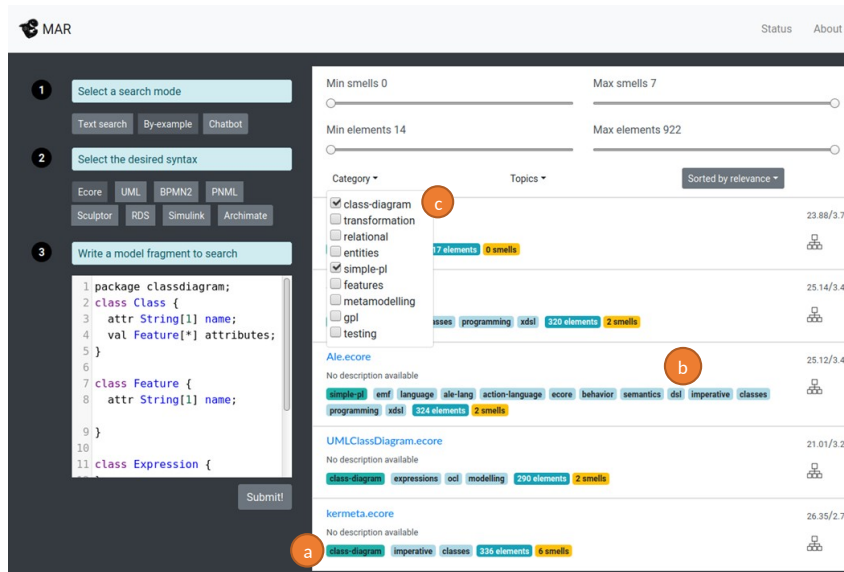 MAR
Status About
1 Select a search mode
Text search By-example Chatbot
2 Select the desired syntax
Ecore UML BPMN2 PNML
Sculptor RDS Simulink Archimate
3 Write a model fragment to search
1 package classdiagram;
2 class Class {
3 attr String[1] name;
4 val Feature[*] attributes;
5 }
6
7 class Feature {
8 attr String[1] name;
9 }
10
11 class Expression {
Submit!
Min smells 0 Max smells 7
Min elements 14 Max elements 922
Category Topics Sorted by relevance
class-diagram c
transformation
relational
entities
simple-pl
features
metamodelling
gpl
testing
23.88/3.7
17 elements 0 smells
25.14/3.4
sses programming xdsl 320 elements 2 smells
Ale.ecore b 25.12/3.4
No description available
simple-pl emf language ale-lang action-language ecore behavior semantics dsl imperative classes
programming xdsl 324 elements 2 smells
UMLClassDiagram.ecore 21.01/3.2
No description available
class-diagram expressions ocl modelling 290 elements 2 smells
kermeta.ecore 26.35/2.7
No description available
a class-diagram imperative classes 336 elements 6 smells